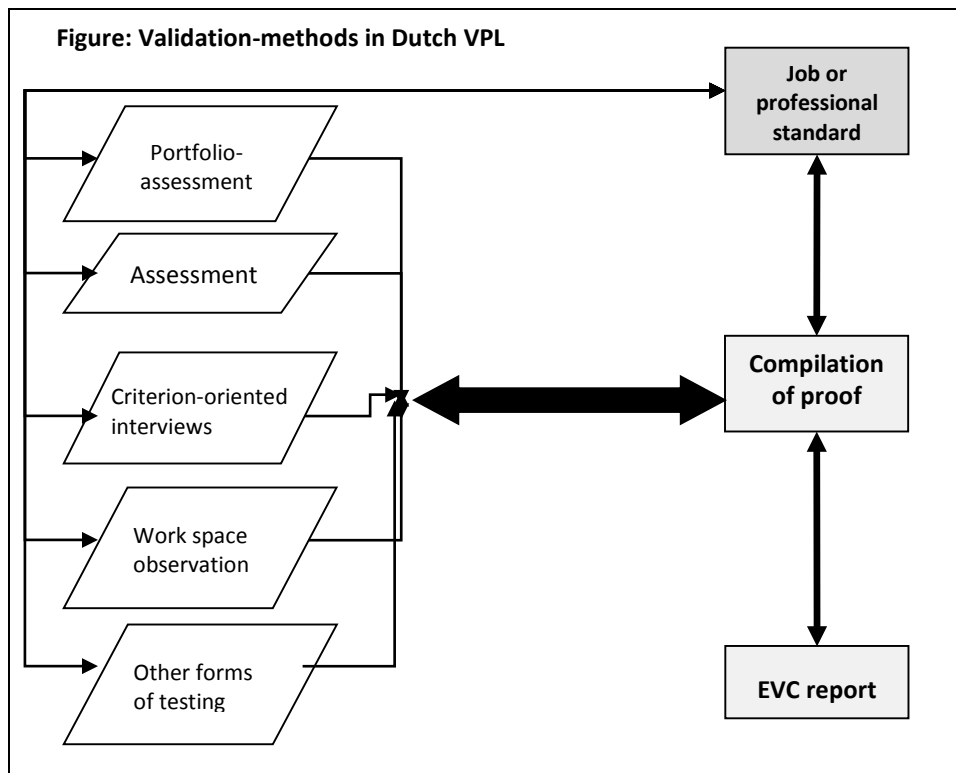 Figure: Validation-methods in Dutch VPL
Job or
professional
standard
Portfolio-
assessment
Assessment
Criterion-oriented
interviews
Compilation
of proof
Work space
observation
Other forms
of testing
EVC report